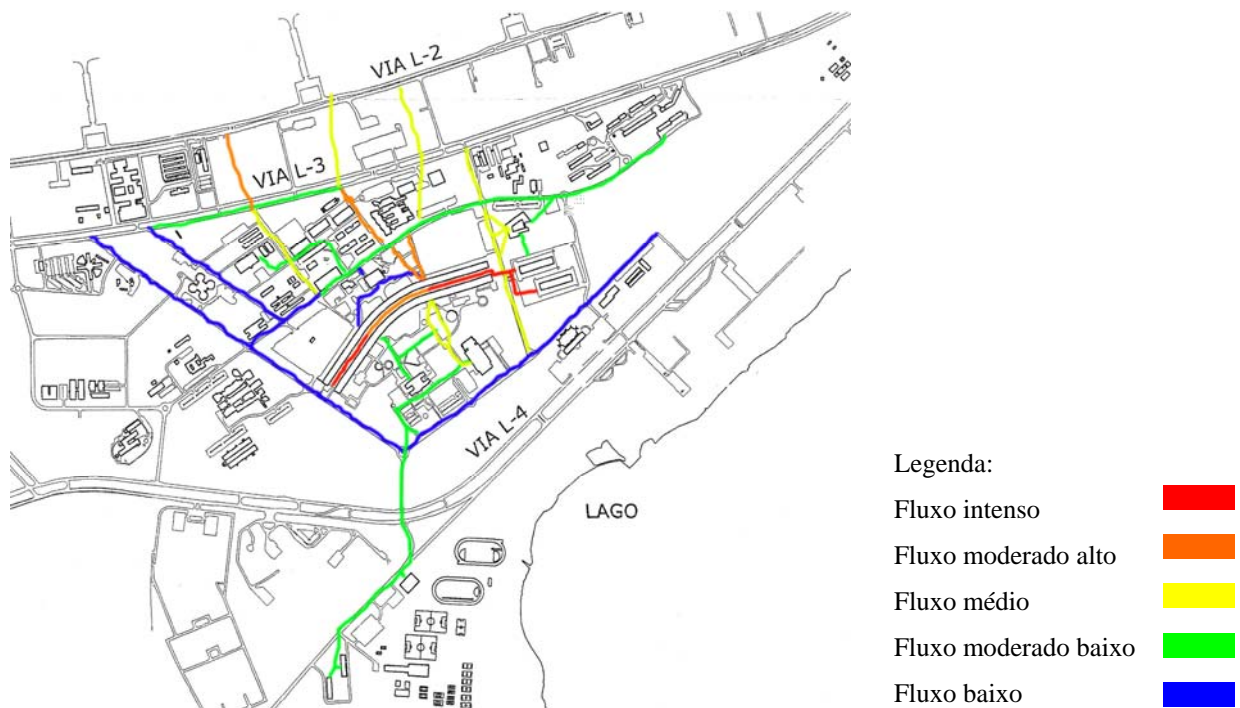 VIA L-2
VIA L-3
VIA L-4
LAGO
Legenda:
Fluxo intenso
Fluxo moderado alto
Fluxo médio
Fluxo moderado baixo
Fluxo baixo